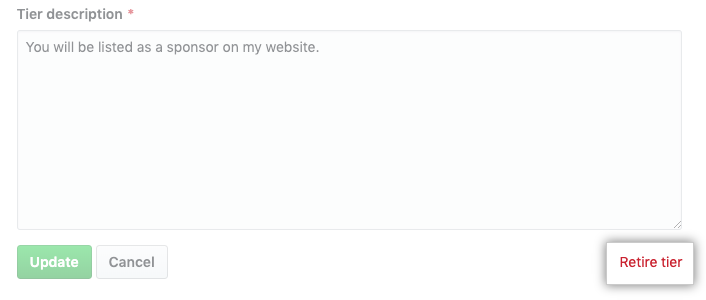 Tier description *
You will be listed as a sponsor on my website.
Update Cancel Retire tier